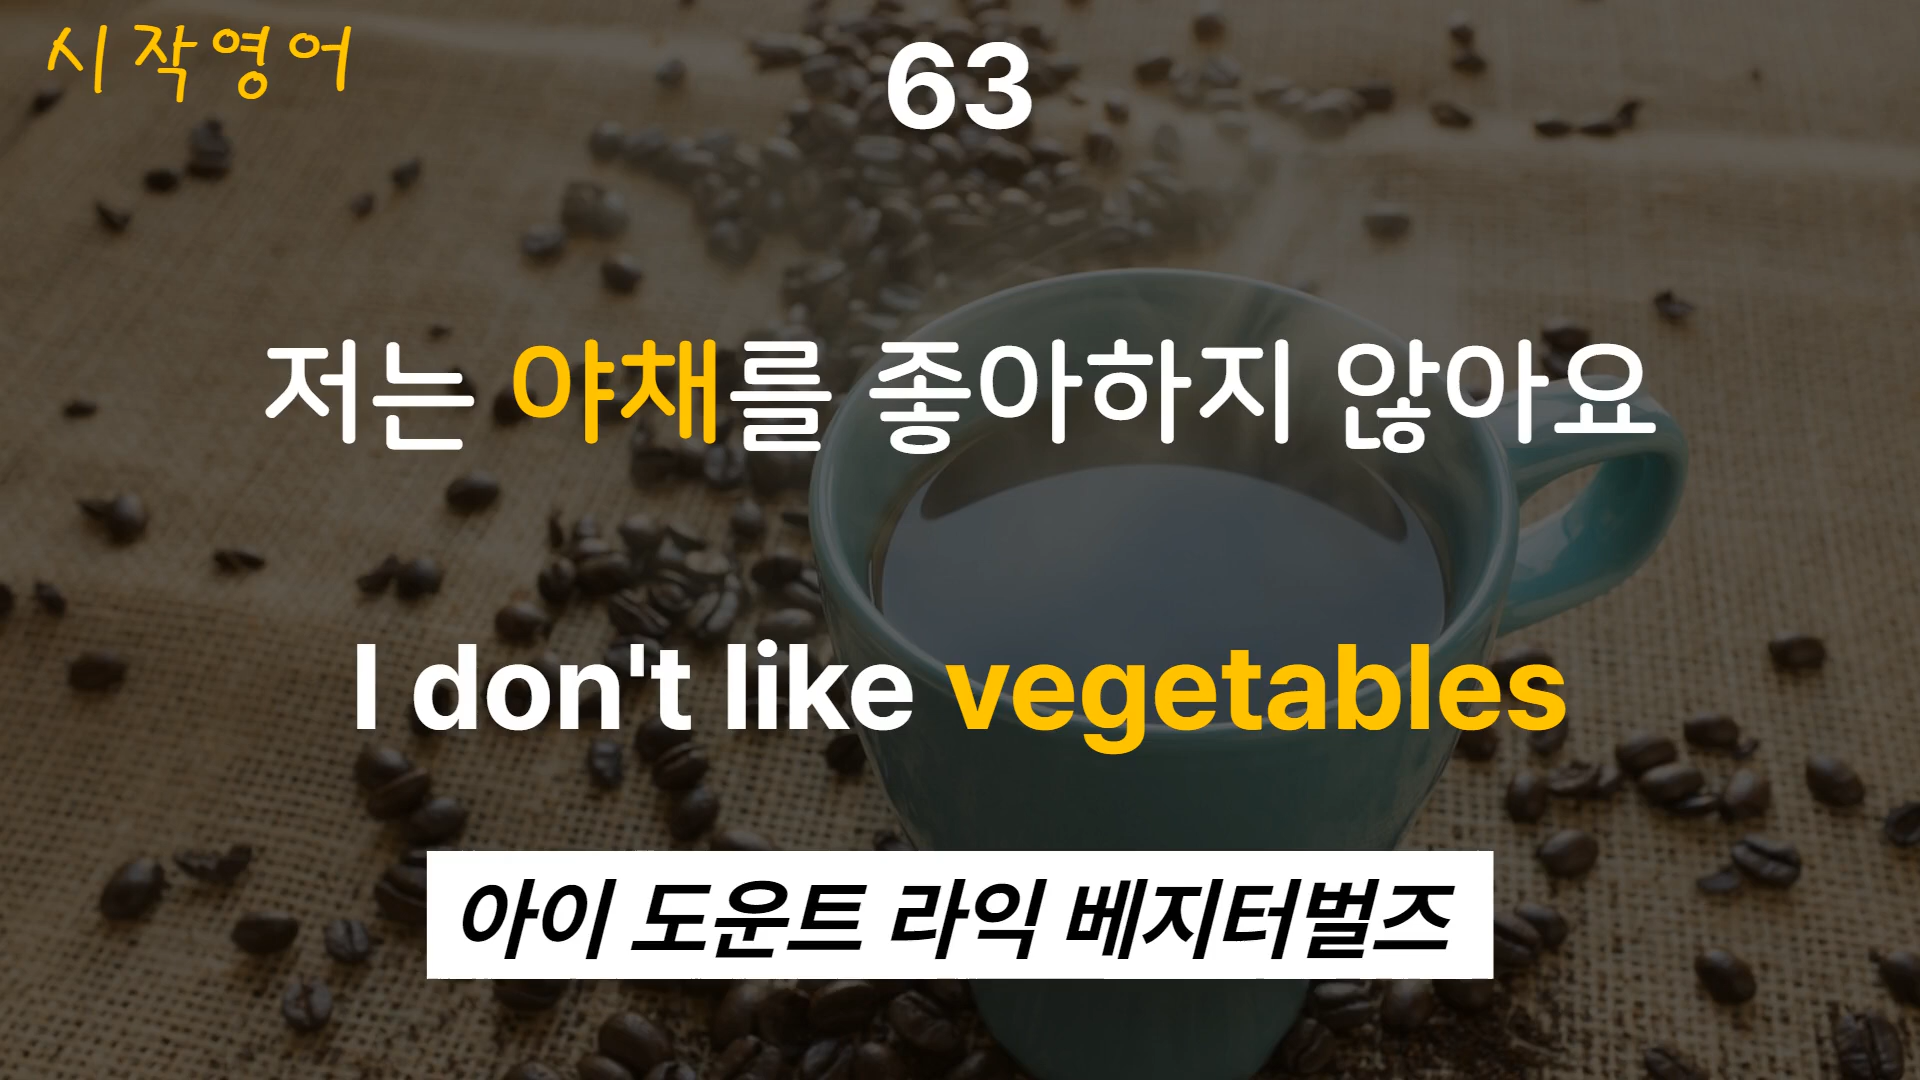 시작영어
63
저는 야채를 좋아하지 않아요
I don't like vegetables
아이 도운트 라익 베지터벌즈